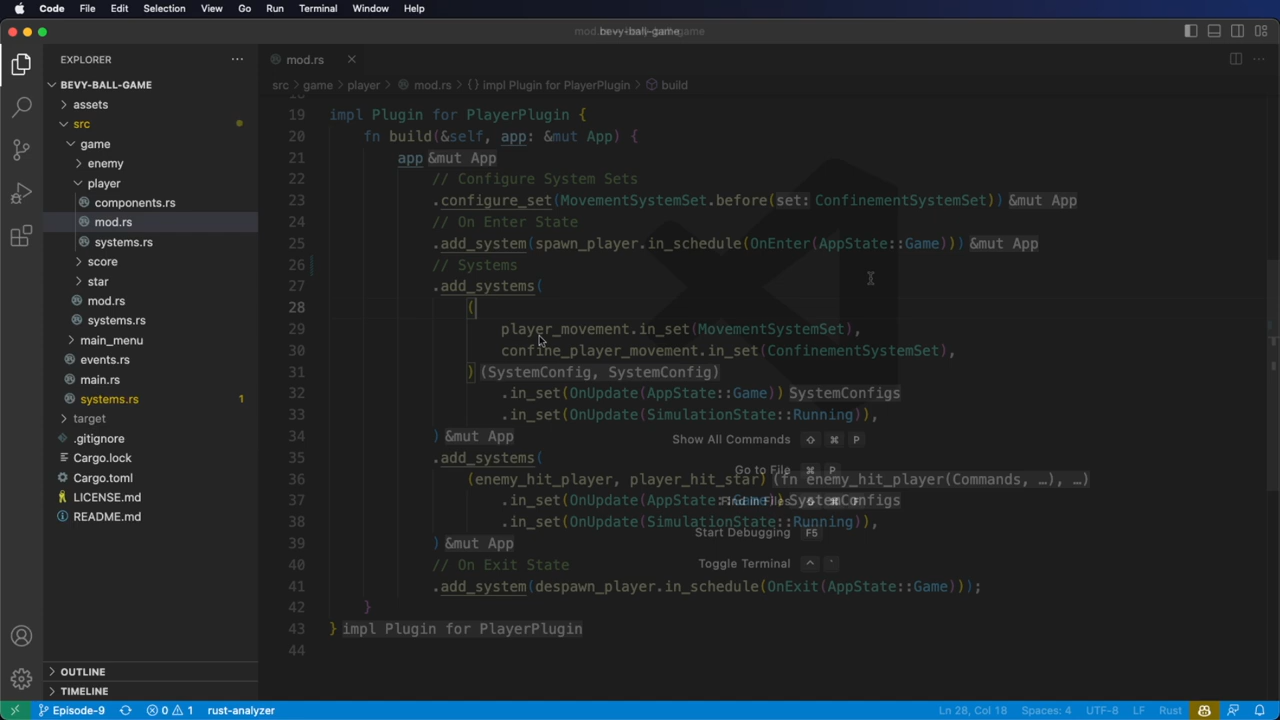 Code File Edit Selection View Go Run Terminal Window Help
bevy-ball-game
EXPLORER
mod.rs
BEVY-BALL-GAME
src > game > player > mod.rs > {} impl Plugin for PlayerPlugin > build
assets
src
game
enemy
player
components.rs
mod.rs
systems.rs
score
star
mod.rs
systems.rs
main_menu
events.rs
main.rs
systems.rs 1
target
.gitignore
Cargo.lock
Cargo.toml
LICENSE.md
README.md
OUTLINE
TIMELINE
19 impl Plugin for PlayerPlugin {
20 fn build(&self, app: &mut App) {
21 app &mut App
22 // Configure System Sets
23 .configure_set(MovementSystemSet.before(set: ConfinementSystemSet)) &mut App
24 // On Enter State
25 .add_system(spawn_player.in_schedule(OnEnter(AppState::Game))) &mut App
26 // Systems
27 .add_systems(
28 (
29 player_movement.in_set(MovementSystemSet),
30 confine_player_movement.in_set(ConfinementSystemSet),
31 ) (SystemConfig, SystemConfig)
32 .in_set(OnUpdate(AppState::Game)) SystemConfigs
33 .in_set(OnUpdate(SimulationState::Running)),
34 ) &mut App
35 .add_systems(
36 (enemy_hit_player, player_hit_star) (fn enemy_hit_player(Commands, …), …)
37 .in_set(OnUpdate(AppState::Game)) SystemConfigs
38 .in_set(OnUpdate(SimulationState::Running)),
39 ) &mut App
40 // On Exit State
41 .add_system(despawn_player.in_schedule(OnExit(AppState::Game)));
42 }
43 } impl Plugin for PlayerPlugin
44
Show All Commands ⇧ ⌘ P
Go to File ⌘ P
Find in Files ⇧ ⌘ F
Start Debugging F5
Toggle Terminal ^ `
Episode-9 0 1 rust-analyzer Ln 28, Col 18 Spaces: 4 UTF-8 LF Rust